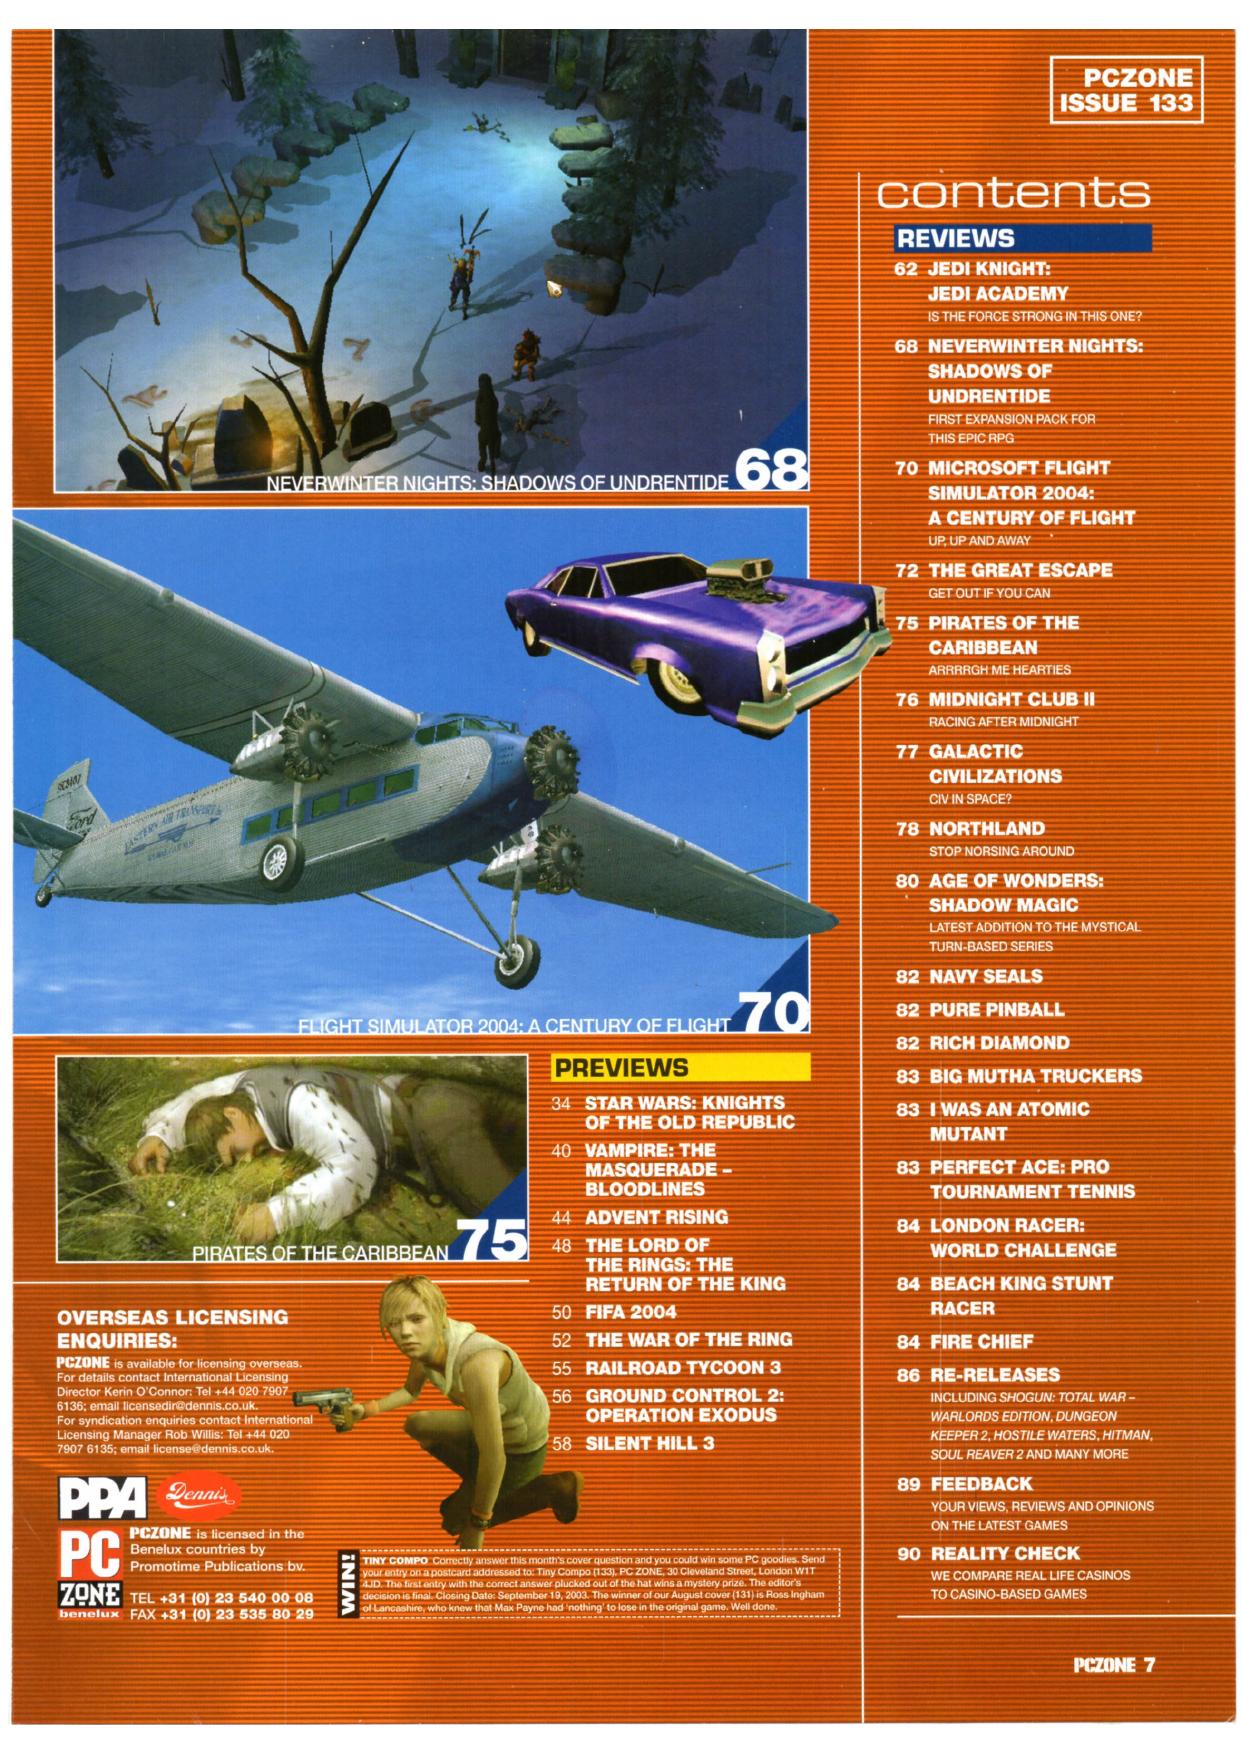 PCZONE
ISSUE 133
contents
REVIEWS
62 JEDI KNIGHT:
JEDI ACADEMY
IS THE FORCE STRONG IN THIS ONE?
68 NEVERWINTER NIGHTS:
SHADOWS OF
UNDRENTIDE
FIRST EXPANSION PACK FOR
THIS EPIC RPG
70 MICROSOFT FLIGHT
SIMULATOR 2004:
A CENTURY OF FLIGHT
UP, UP AND AWAY
72 THE GREAT ESCAPE
GET OUT IF YOU CAN
75 PIRATES OF THE
CARIBBEAN
ARRRRGH ME HEARTIES
76 MIDNIGHT CLUB II
RACING AFTER MIDNIGHT
77 GALACTIC
CIVILIZATIONS
CIV IN SPACE?
78 NORTHLAND
STOP NORSING AROUND
80 AGE OF WONDERS:
SHADOW MAGIC
LATEST ADDITION TO THE MYSTICAL
TURN-BASED SERIES
82 NAVY SEALS
82 PURE PINBALL
82 RICH DIAMOND
83 BIG MUTHA TRUCKERS
83 I WAS AN ATOMIC
MUTANT
83 PERFECT ACE: PRO
TOURNAMENT TENNIS
84 LONDON RACER:
WORLD CHALLENGE
84 BEACH KING STUNT
RACER
84 FIRE CHIEF
86 RE-RELEASES
INCLUDING SHOGUN: TOTAL WAR –
WARLORDS EDITION, DUNGEON
KEEPER 2, HOSTILE WATERS, HITMAN,
SOUL REAVER 2 AND MANY MORE
89 FEEDBACK
YOUR VIEWS, REVIEWS AND OPINIONS
ON THE LATEST GAMES
90 REALITY CHECK
WE COMPARE REAL LIFE CASINOS
TO CASINO-BASED GAMES
NEVERWINTER NIGHTS: SHADOWS OF UNDRENTIDE 68
Ford
FLIGHT SIMULATOR 2004: A CENTURY OF FLIGHT 70
PIRATES OF THE CARIBBEAN 75
PREVIEWS
34 STAR WARS: KNIGHTS
OF THE OLD REPUBLIC
40 VAMPIRE: THE
MASQUERADE –
BLOODLINES
44 ADVENT RISING
48 THE LORD OF
THE RINGS: THE
RETURN OF THE KING
50 FIFA 2004
52 THE WAR OF THE RING
55 RAILROAD TYCOON 3
56 GROUND CONTROL 2:
OPERATION EXODUS
58 SILENT HILL 3
OVERSEAS LICENSING
ENQUIRIES:
PCZONE is available for licensing overseas.
For details contact International Licensing
Director Kerin O'Connor: Tel +44 020 7907
6136; email licensedir@dennis.co.uk.
For syndication enquiries contact International
Licensing Manager Rob Willis: Tel +44 020
7907 6135; email license@dennis.co.uk.
PPA
Dennis
PC
ZONE
benelux
PCZONE is licensed in the
Benelux countries by
Promotime Publications bv.
TEL +31 (0) 23 540 00 08
FAX +31 (0) 23 535 80 29
WIN!
TINY COMPO Correctly answer this month's cover question and you could win some PC goodies. Send
your entry on a postcard addressed to: Tiny Compo (133), PC ZONE, 30 Cleveland Street, London W1T
4JD. The first entry with the correct answer plucked out of the hat wins a mystery prize. The editor's
decision is final. Closing Date: September 19, 2003. The winner of our August cover (131) is Ross Ingham
of Lancashire, who knew that Max Payne had 'nothing' to lose in the original game. Well done.
PCZONE 7